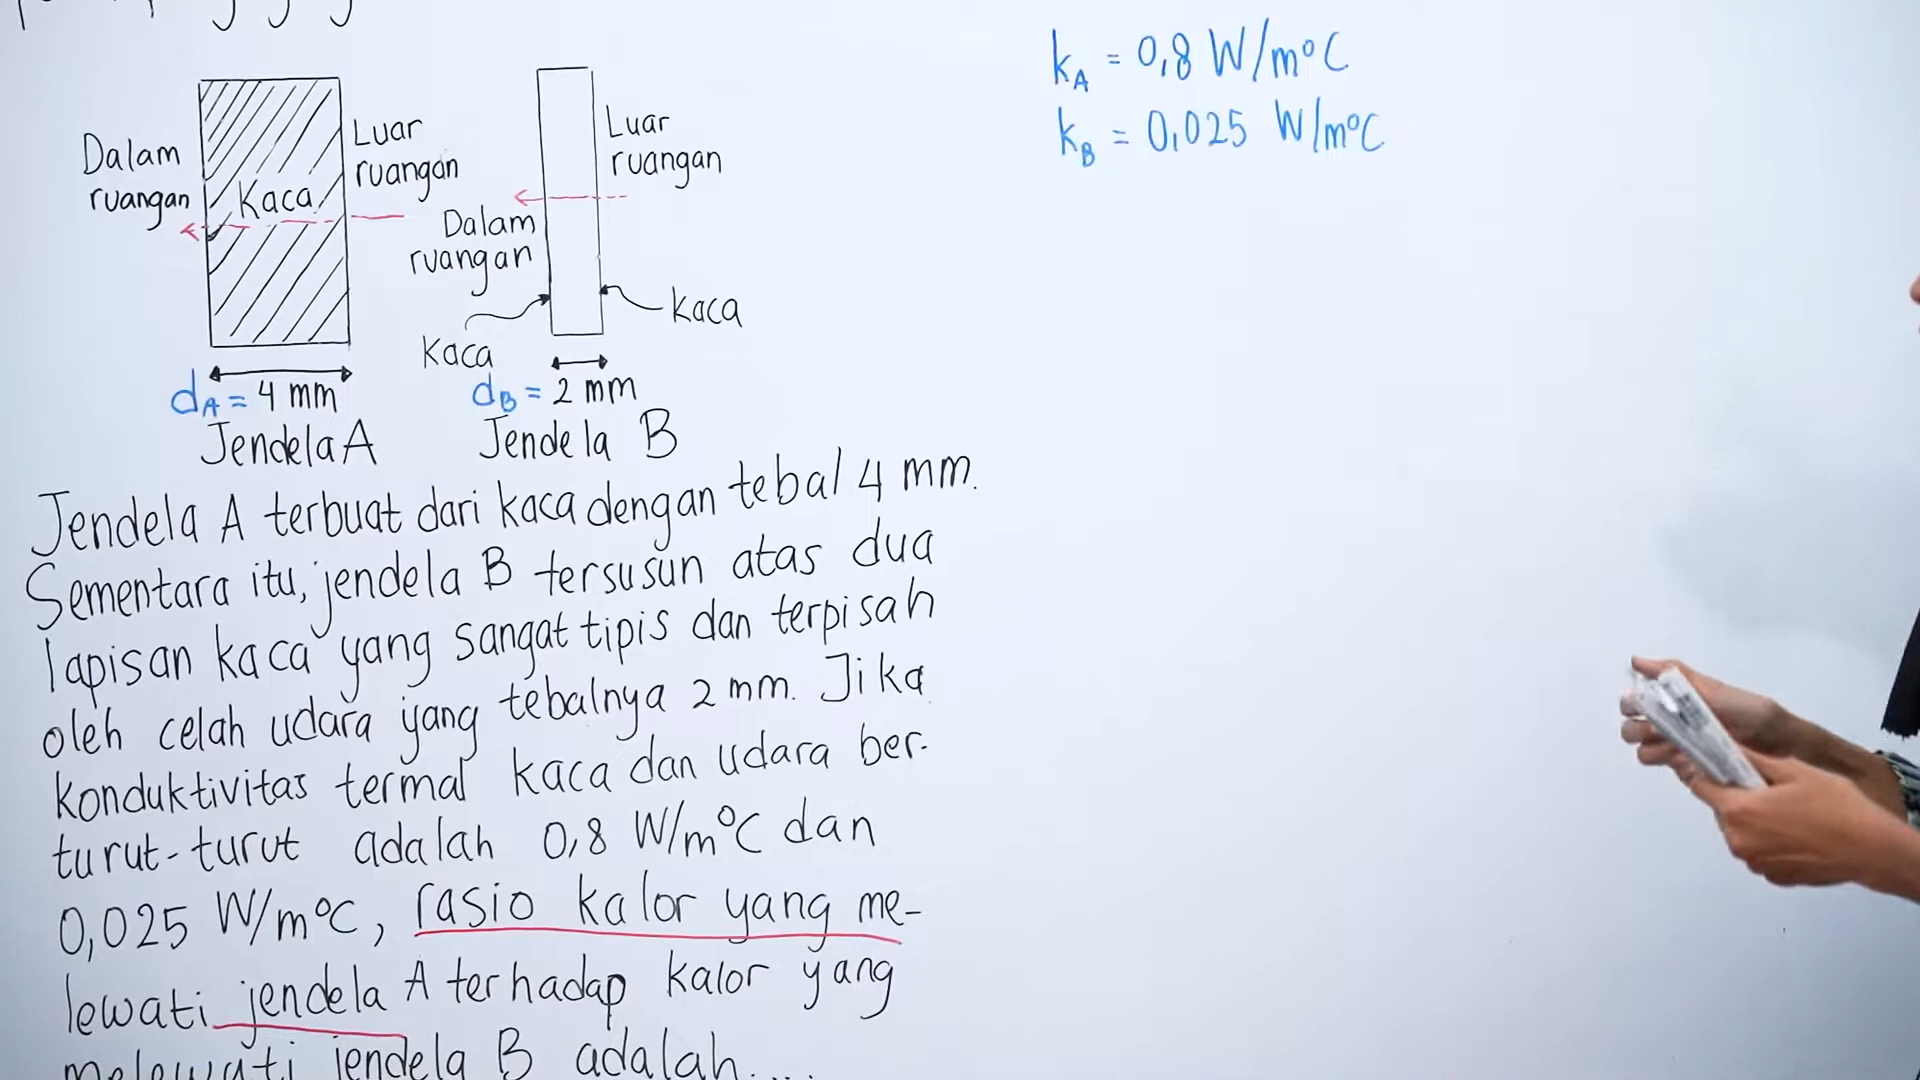 Dalam
ruangan
Kaca
Luar
ruangan
dA = 4 mm
Jendela A
Luar
ruangan
Dalam
ruangan
Kaca
Kaca
dB = 2 mm
Jendela B
Jendela A terbuat dari kaca dengan tebal 4 mm.
Sementara itu, jendela B tersusun atas dua
lapisan kaca yang sangat tipis dan terpisah
oleh celah udara yang tebalnya 2 mm. Jika
konduktivitas termal kaca dan udara ber-
turut-turut adalah 0,8 W/m°C dan
0,025 W/m°C, rasio kalor yang me-
lewati jendela A terhadap kalor yang
melewati jendela B adalah....
kA = 0,8 W/m°C
kB = 0,025 W/m°C